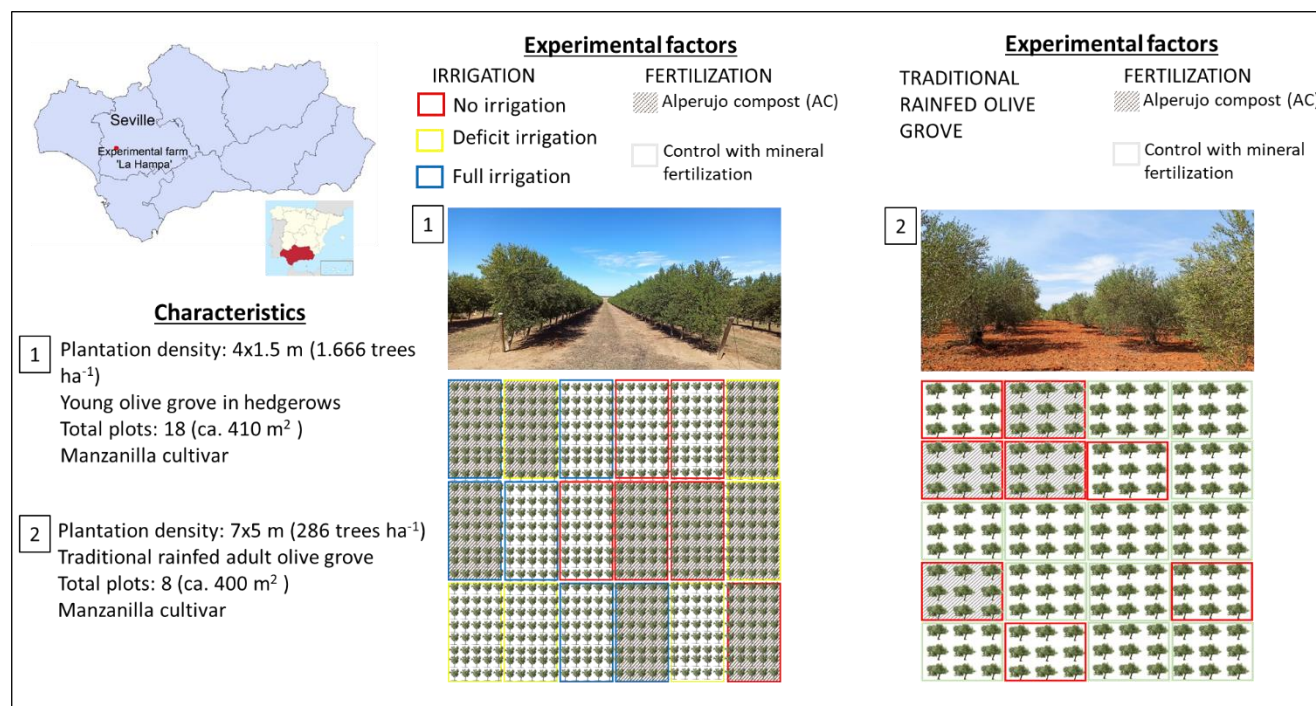 Seville
Experimental farm
'La Hampa'
Characteristics
1
Plantation density: 4x1.5 m (1.666 trees
ha-1)
Young olive grove in hedgerows
Total plots: 18 (ca. 410 m2 )
Manzanilla cultivar
2
Plantation density: 7x5 m (286 trees ha-1)
Traditional rainfed adult olive grove
Total plots: 8 (ca. 400 m2 )
Manzanilla cultivar
Experimental factors
IRRIGATION
No irrigation
Deficit irrigation
Full irrigation
FERTILIZATION
Alperujo compost (AC)
Control with mineral
fertilization
1
Experimental factors
TRADITIONAL
RAINFED OLIVE
GROVE
FERTILIZATION
Alperujo compost (AC)
Control with mineral
fertilization
2